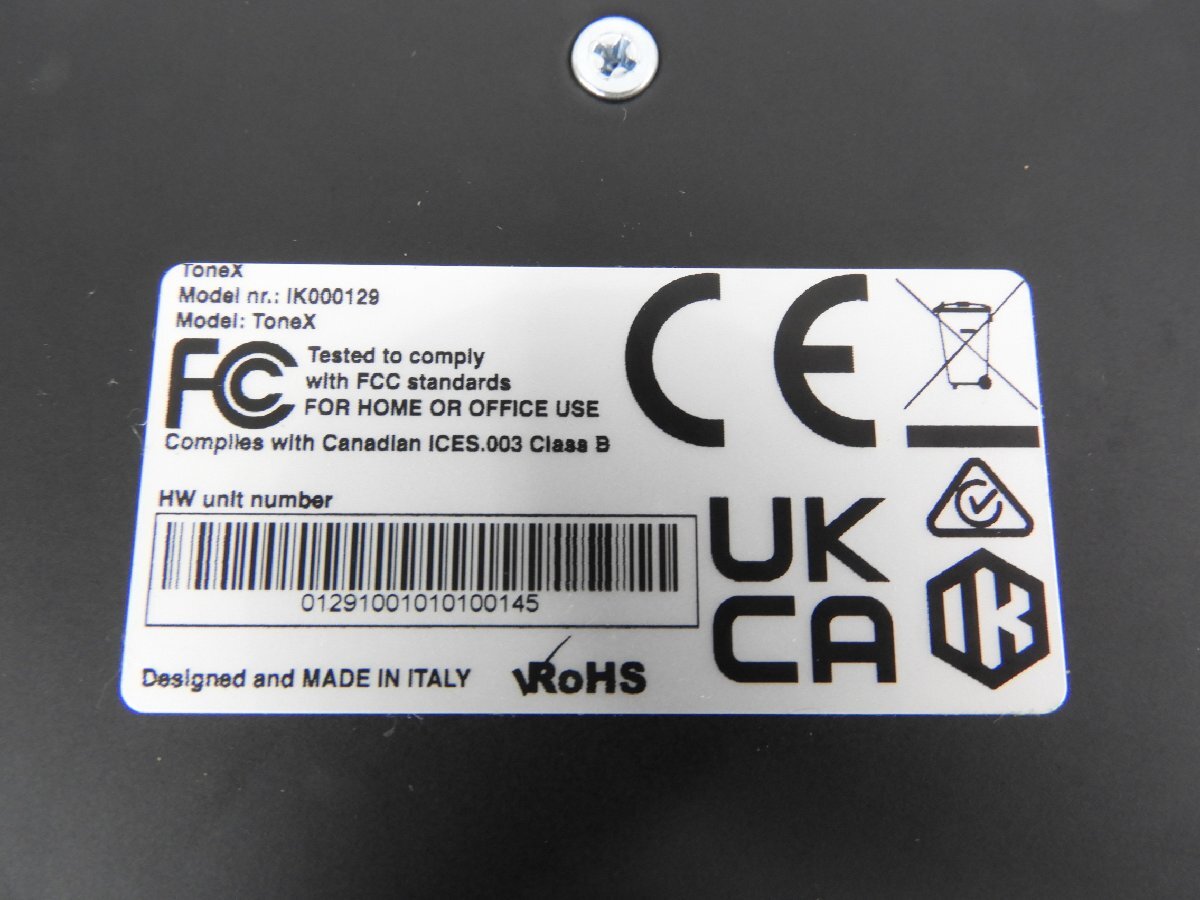 ToneX
Model nr.: IK000129
Model: ToneX
FC Tested to comply
with FCC standards
FOR HOME OR OFFICE USE
Complies with Canadian ICES.003 Class B
HW unit number
01291001010100145
Designed and MADE IN ITALY
RoHS
CE
UK
CA
IK